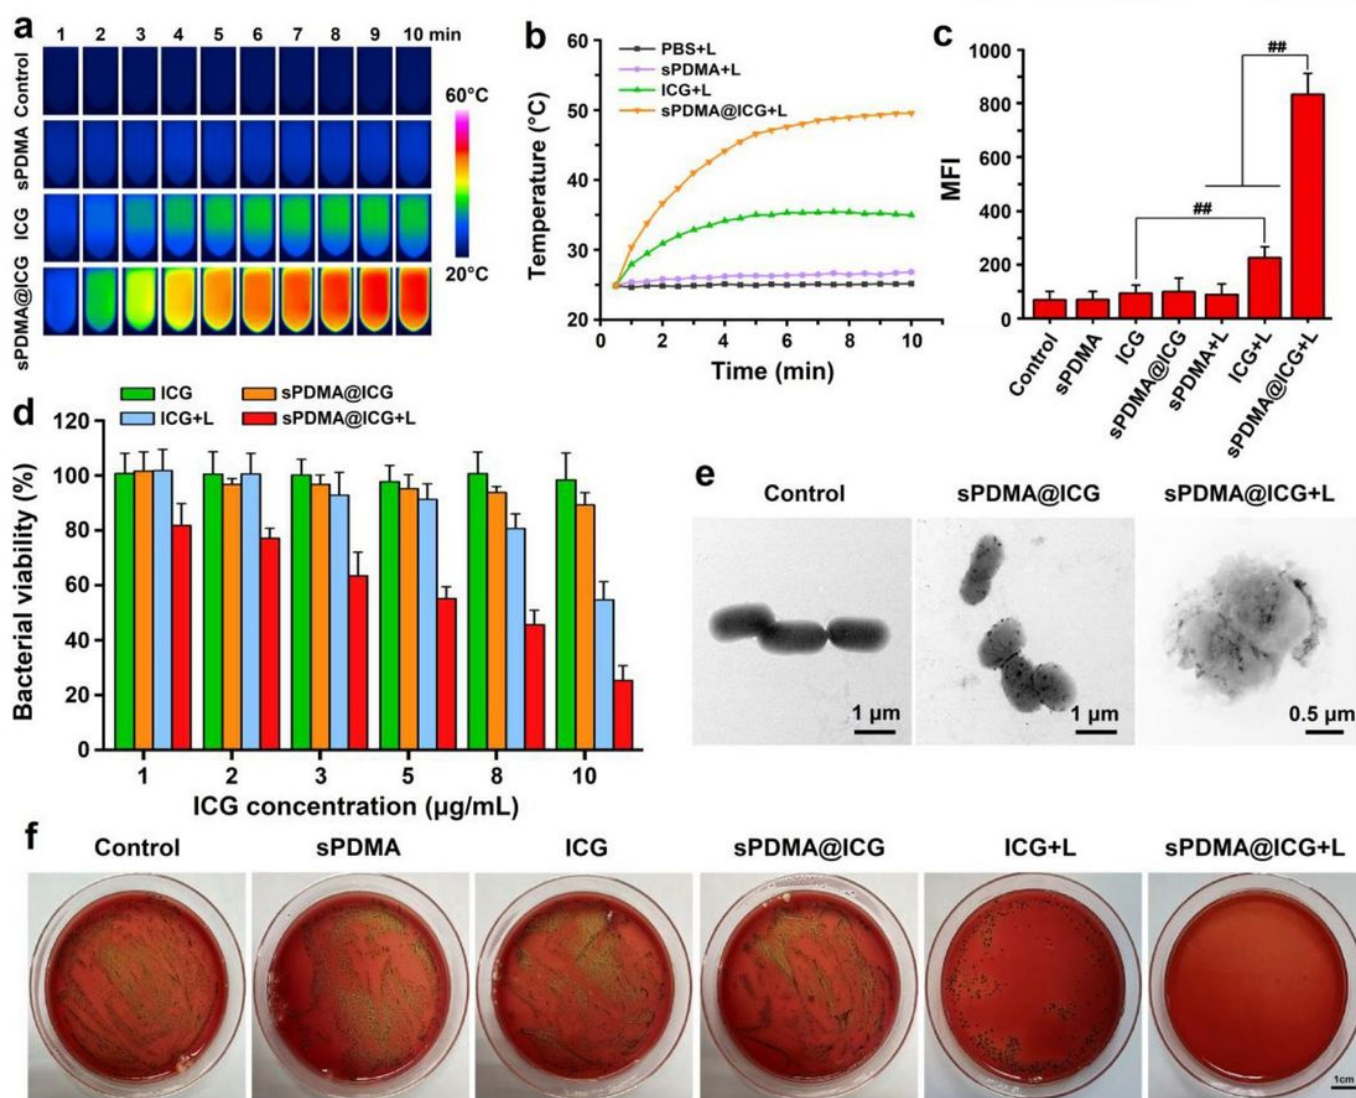 a
1 2 3 4 5 6 7 8 9 10 min
Control
sPDMA
ICG
sPDMA@ICG
60°C
20°C
b
PBS+L
sPDMA+L
ICG+L
sPDMA@ICG+L
Temperature (°C)
60
50
40
30
20
0 2 4 6 8 10
Time (min)
c
MFI
1000
800
600
400
200
0
##
##
Control
sPDMA
ICG
sPDMA@ICG
sPDMA+L
ICG+L
sPDMA@ICG+L
d
ICG sPDMA@ICG
ICG+L sPDMA@ICG+L
Bacterial viability (%)
120
100
80
60
40
20
0
1 2 3 5 8 10
ICG concentration (µg/mL)
e
Control sPDMA@ICG sPDMA@ICG+L
1 µm 1 µm 0.5 µm
f
Control sPDMA ICG sPDMA@ICG ICG+L sPDMA@ICG+L
1cm